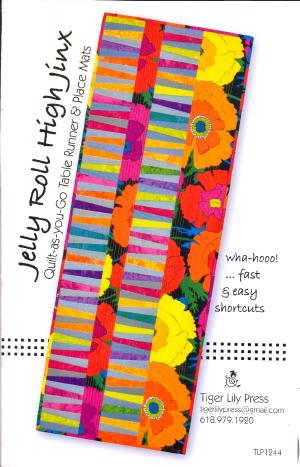 Jelly Roll High Jinx
Quilt-as-you-Go Table Runner & Place Mats
wha-hooo!
... fast
& easy
shortcuts
Tiger Lily Press
tigerlilypress@gmail.com
618.979.1920
TLP1244